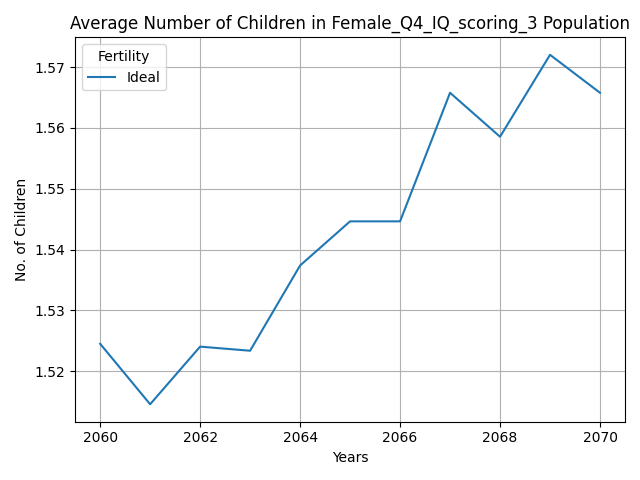 Average Number of Children in Female_Q4_IQ_scoring_3 Population
Fertility
Ideal
1.57
1.56
1.55
1.54
1.53
1.52
No. of Children
2060 2062 2064 2066 2068 2070
Years